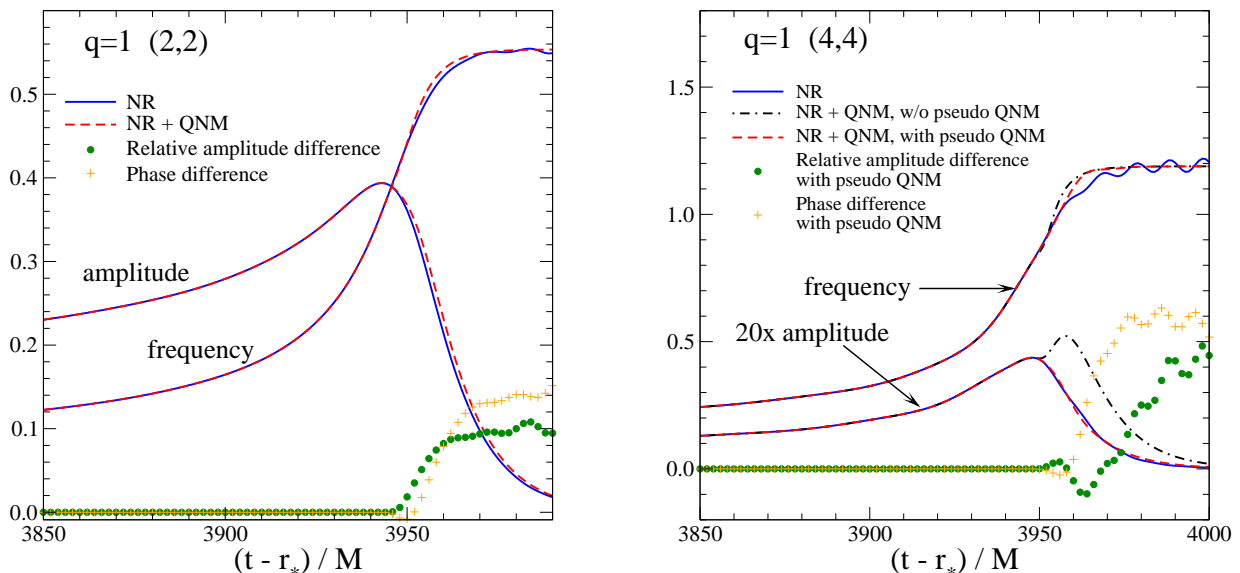 q=1 (2,2)
NR
NR + QNM
Relative amplitude difference
Phase difference
amplitude
frequency
0.0
0.1
0.2
0.3
0.4
0.5
3850
3900
3950
(t - r*) / M
q=1 (4,4)
NR
NR + QNM, w/o pseudo QNM
NR + QNM, with pseudo QNM
Relative amplitude difference
with pseudo QNM
Phase difference
with pseudo QNM
frequency
20x amplitude
0.0
0.5
1.0
1.5
3850
3900
3950
4000
(t - r*) / M